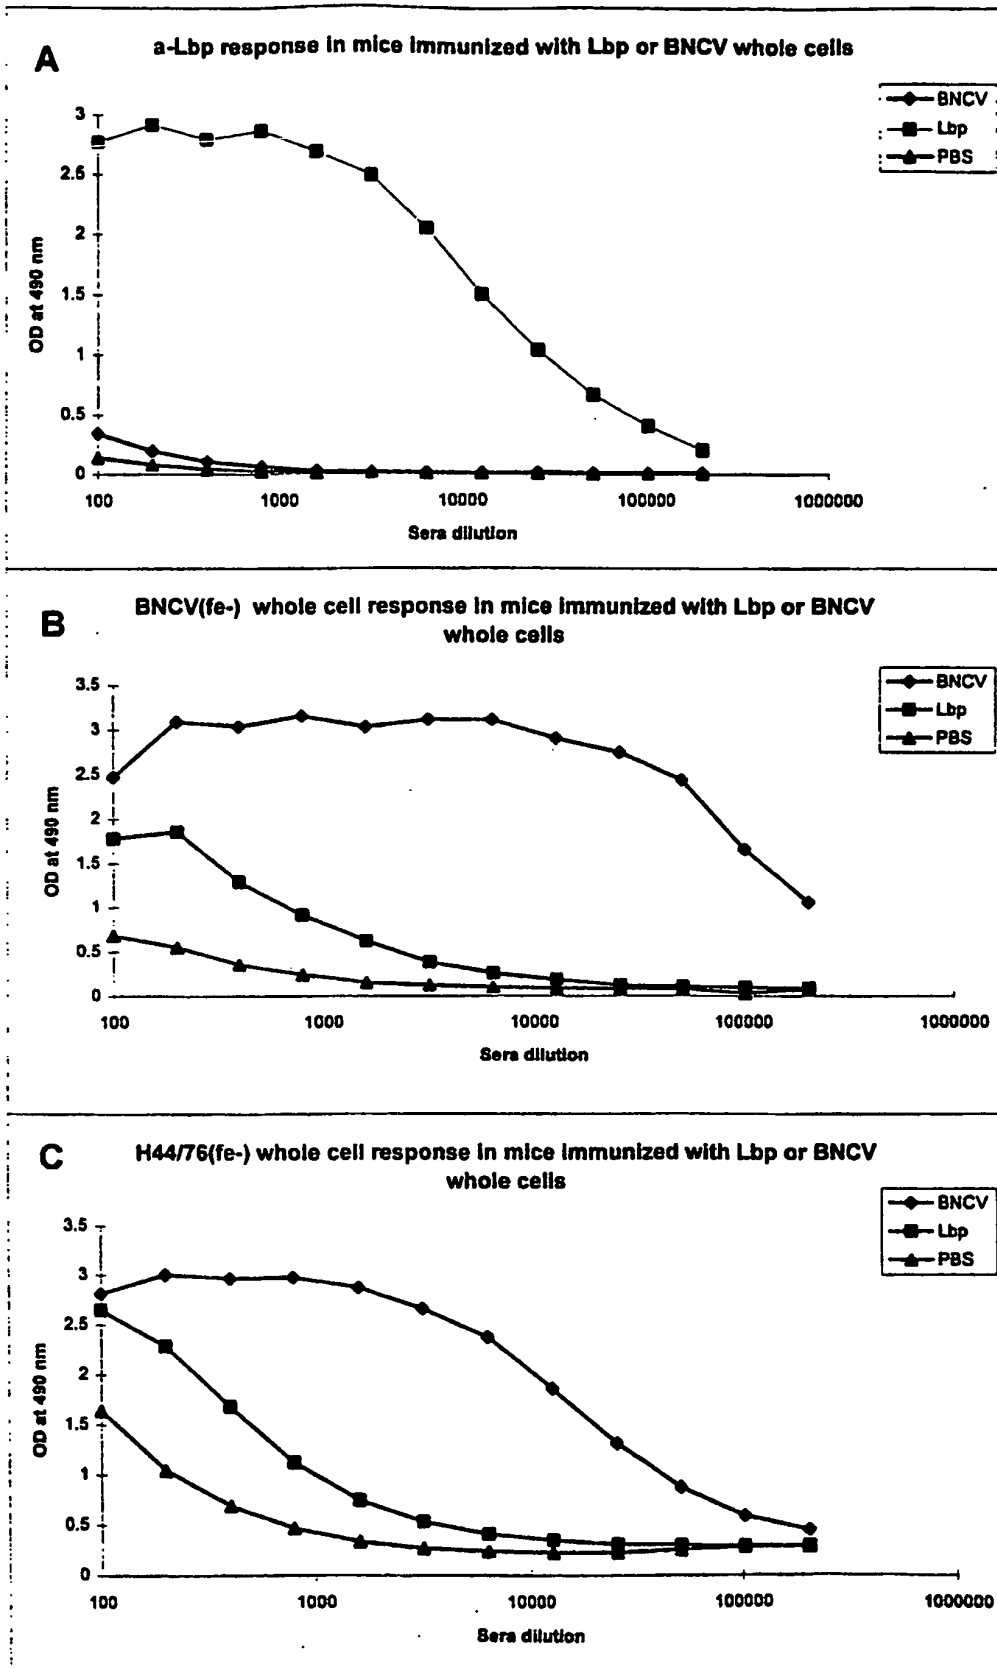 A
a-Lbp response in mice immunized with Lbp or BNCV whole cells
BNCV
Lbp
PBS
3
2.5
2
1.5
1
0.5
0
OD at 490 nm
100 1000 10000 100000 1000000
Sera dilution
B
BNCV(fe-) whole cell response in mice immunized with Lbp or BNCV
whole cells
BNCV
Lbp
PBS
3.5
3
2.5
2
1.5
1
0.5
0
OD at 490 nm
100 1000 10000 100000 1000000
Sera dilution
C
H44/76(fe-) whole cell response in mice immunized with Lbp or BNCV
whole cells
BNCV
Lbp
PBS
3.5
3
2.5
2
1.5
1
0.5
0
OD at 490 nm
100 1000 10000 100000 1000000
Sera dilution